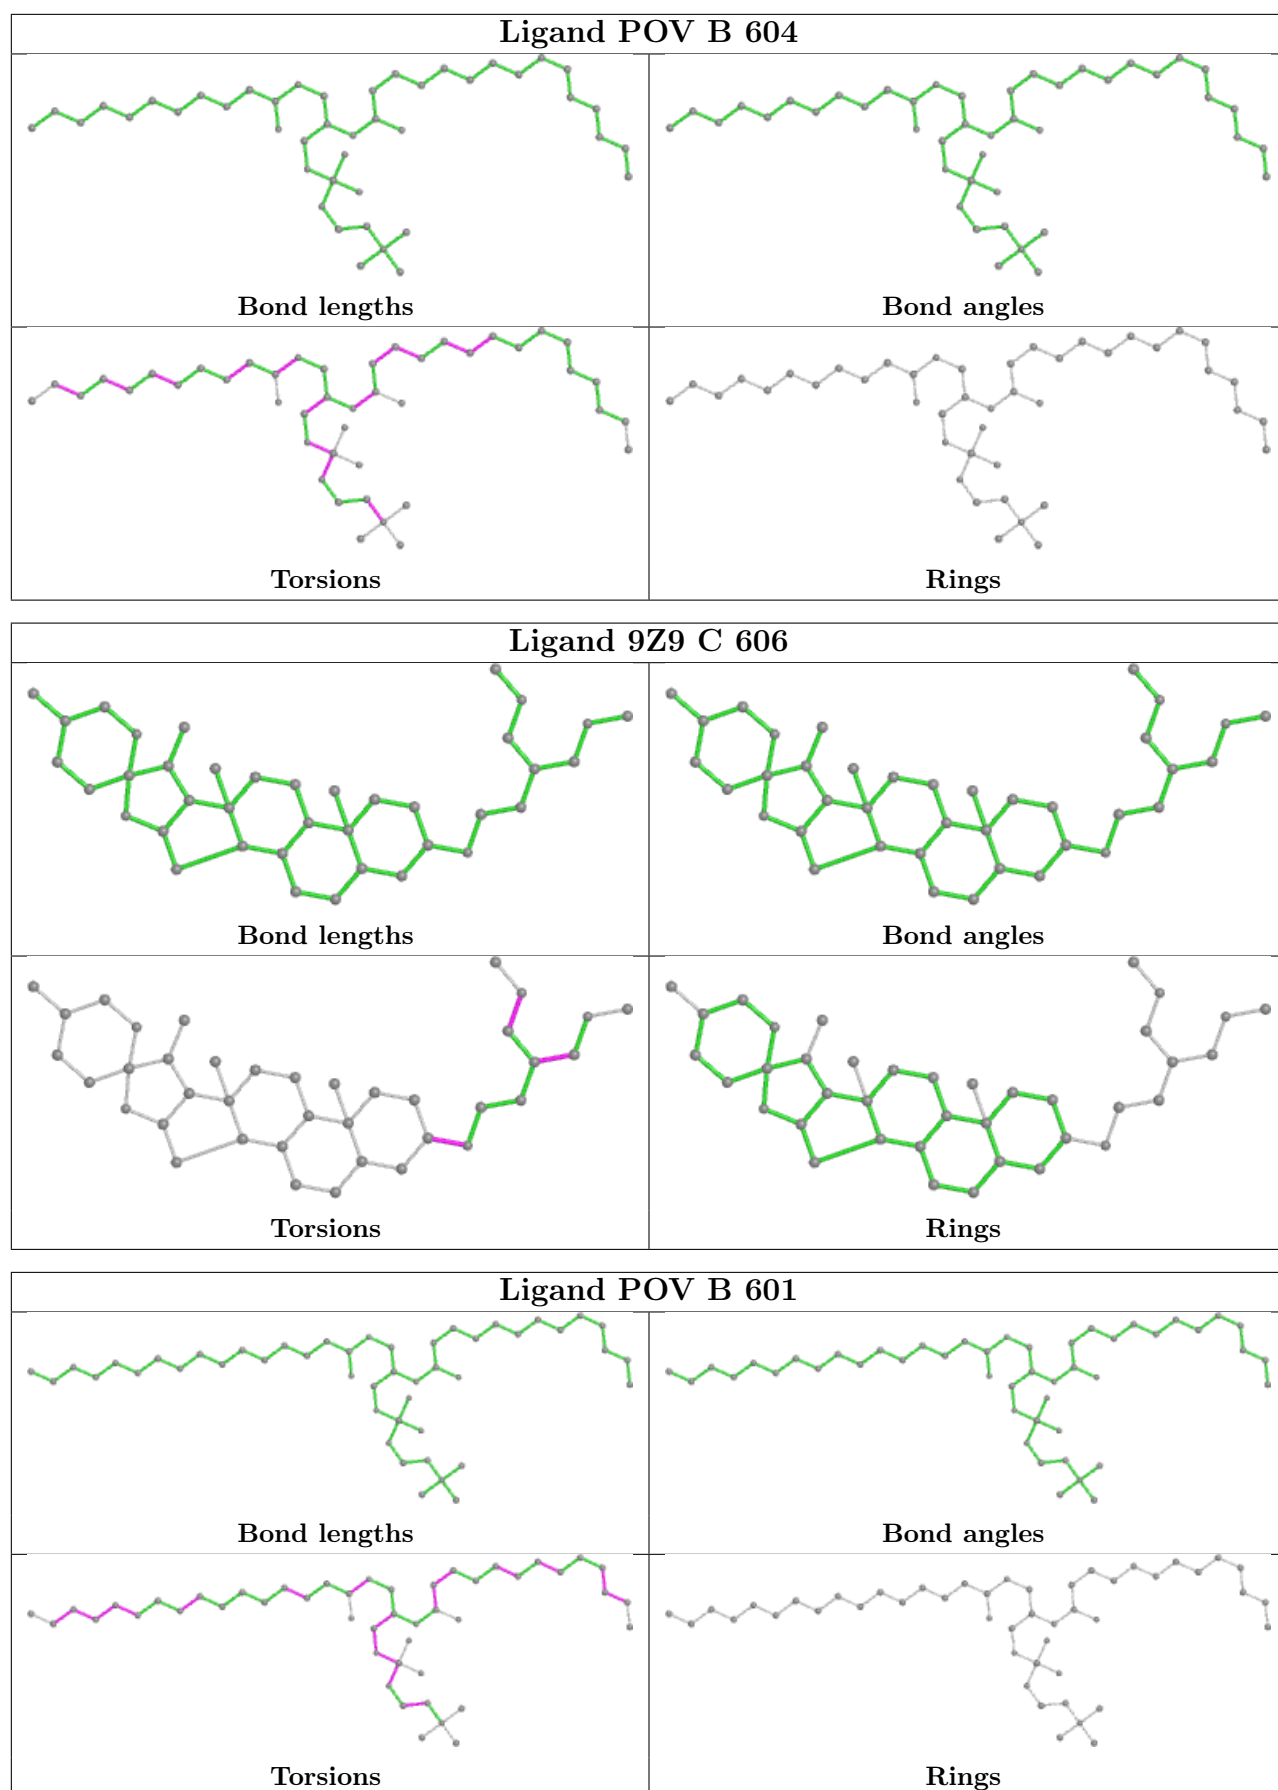 Ligand POV B 604
Bond lengths
Bond angles
Torsions
Rings
Ligand 9Z9 C 606
Bond lengths
Bond angles
Torsions
Rings
Ligand POV B 601
Bond lengths
Bond angles
Torsions
Rings